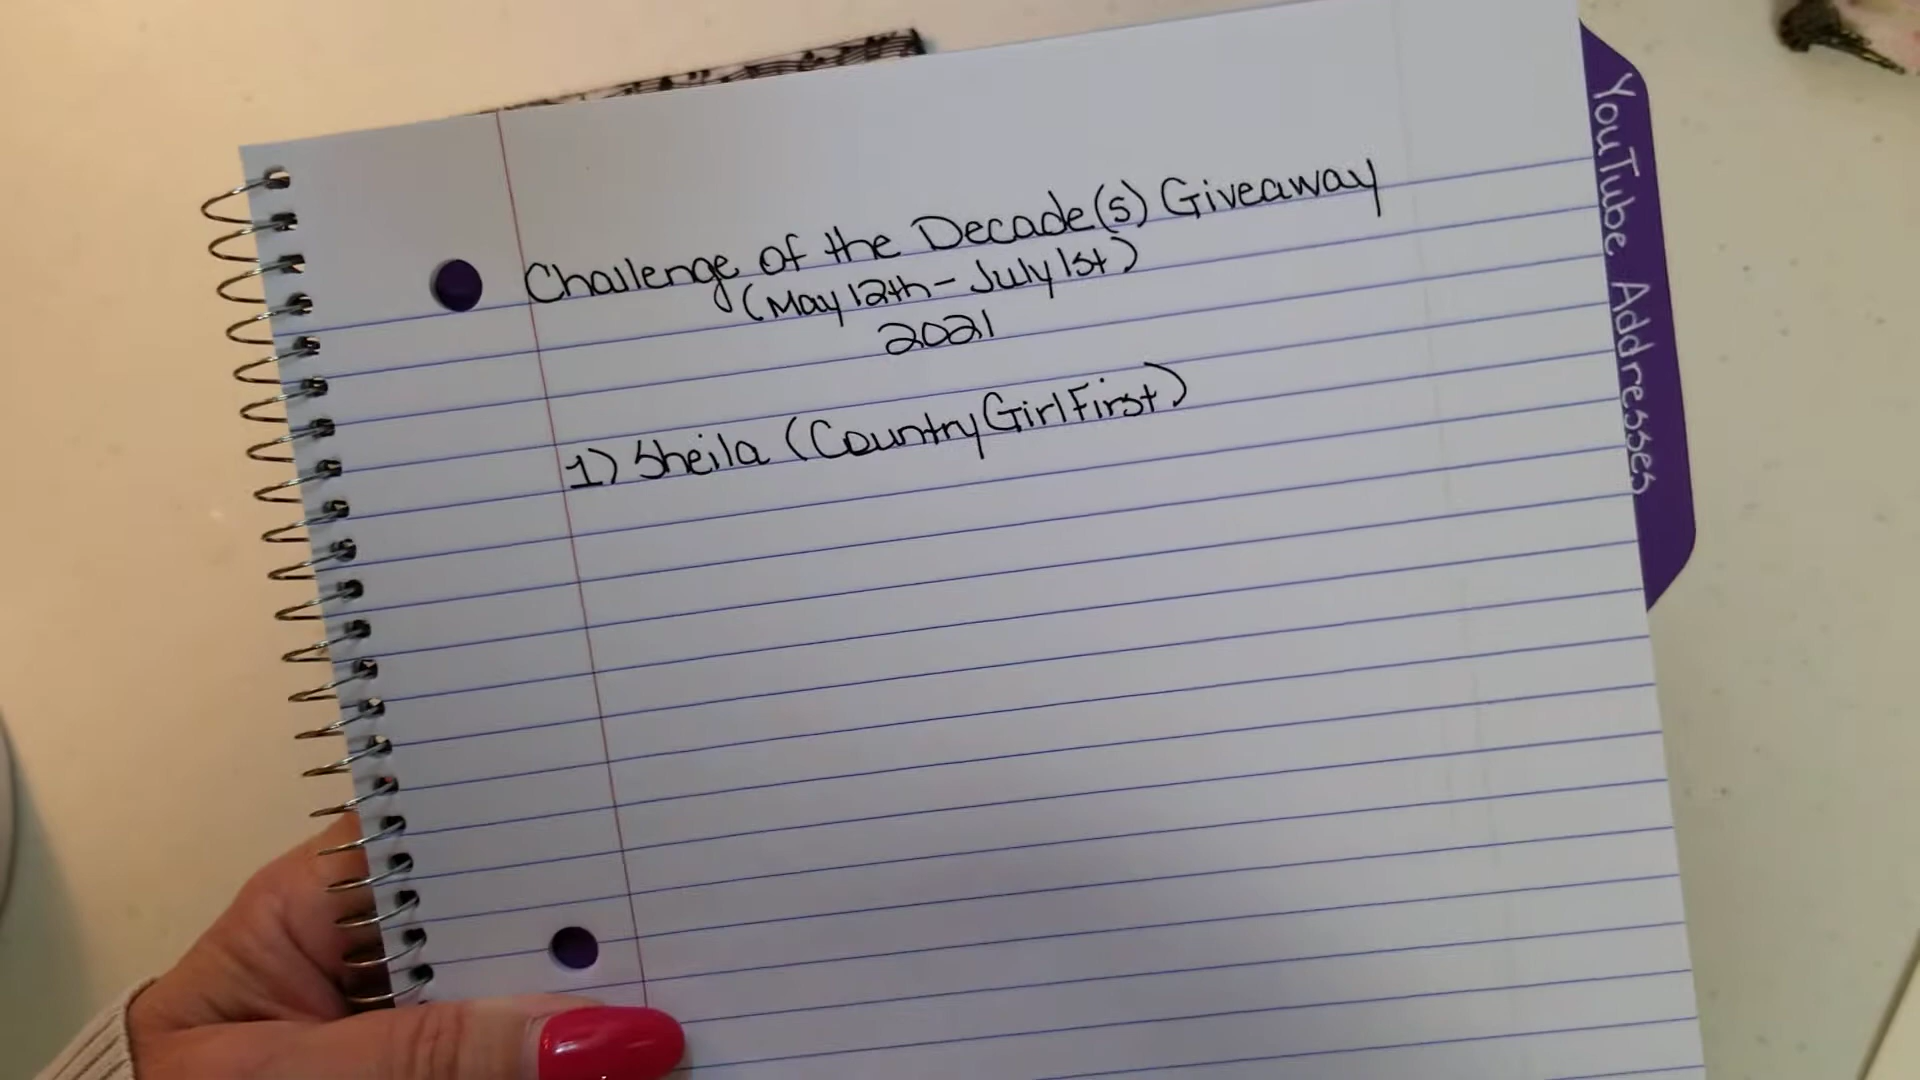 Challenge of the Decade(s) Giveaway
(May 12th - July 1st)
2021
1) Sheila (CountryGirlFirst)
YouTube Addresses